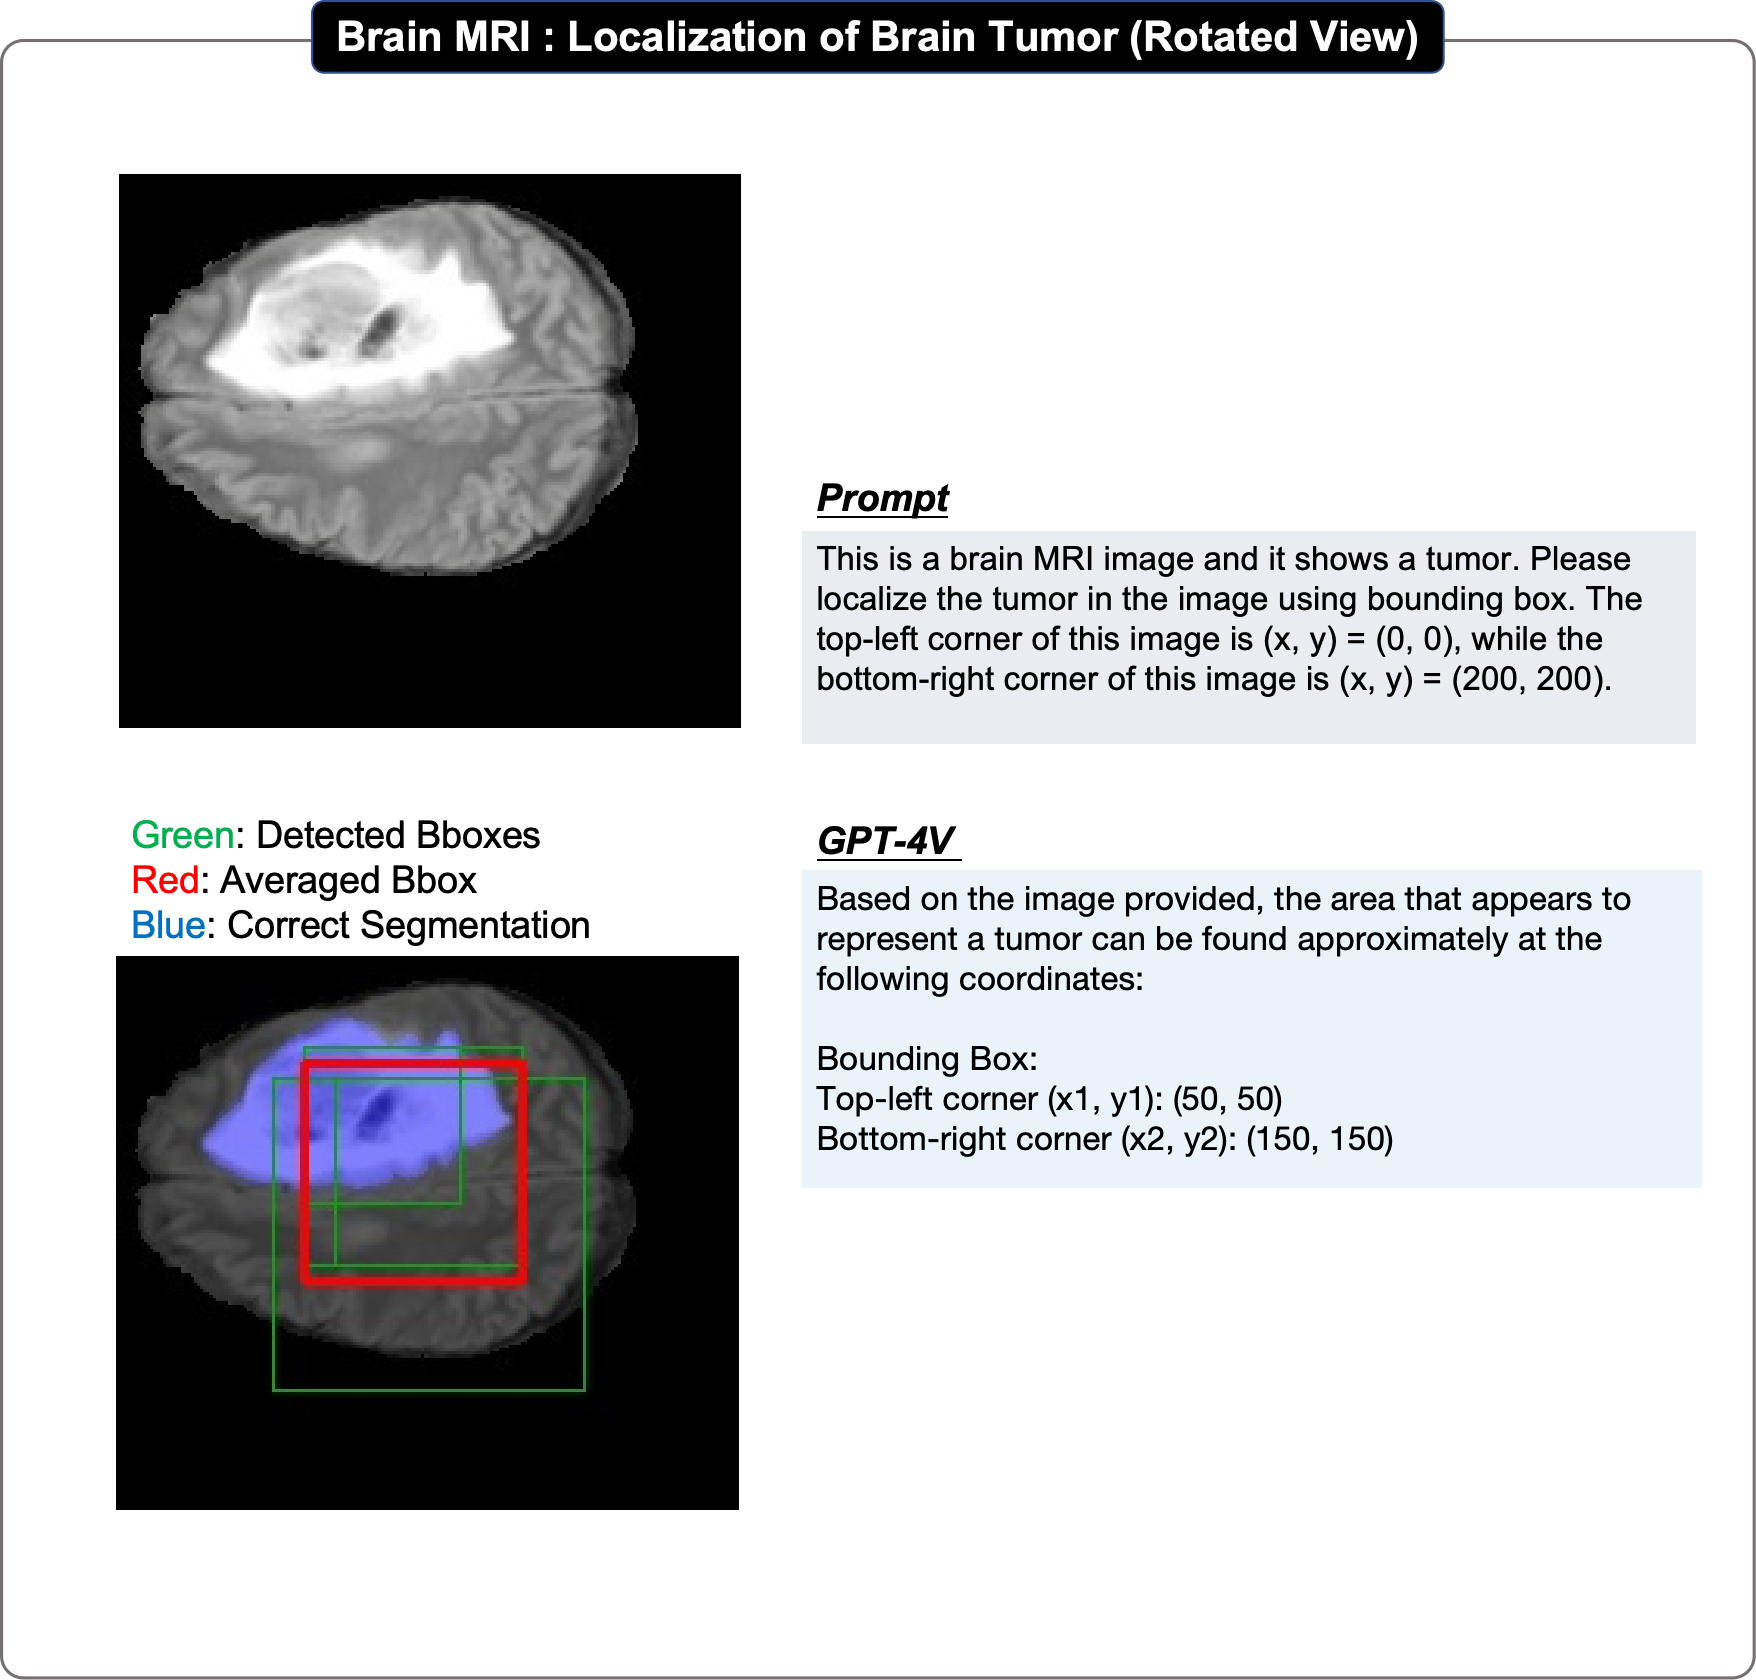 Brain MRI : Localization of Brain Tumor (Rotated View)
Prompt
This is a brain MRI image and it shows a tumor. Please
localize the tumor in the image using bounding box. The
top-left corner of this image is (x, y) = (0, 0), while the
bottom-right corner of this image is (x, y) = (200, 200).
Green: Detected Bboxes
Red: Averaged Bbox
Blue: Correct Segmentation
GPT-4V
Based on the image provided, the area that appears to
represent a tumor can be found approximately at the
following coordinates:
Bounding Box:
Top-left corner (x1, y1): (50, 50)
Bottom-right corner (x2, y2): (150, 150)